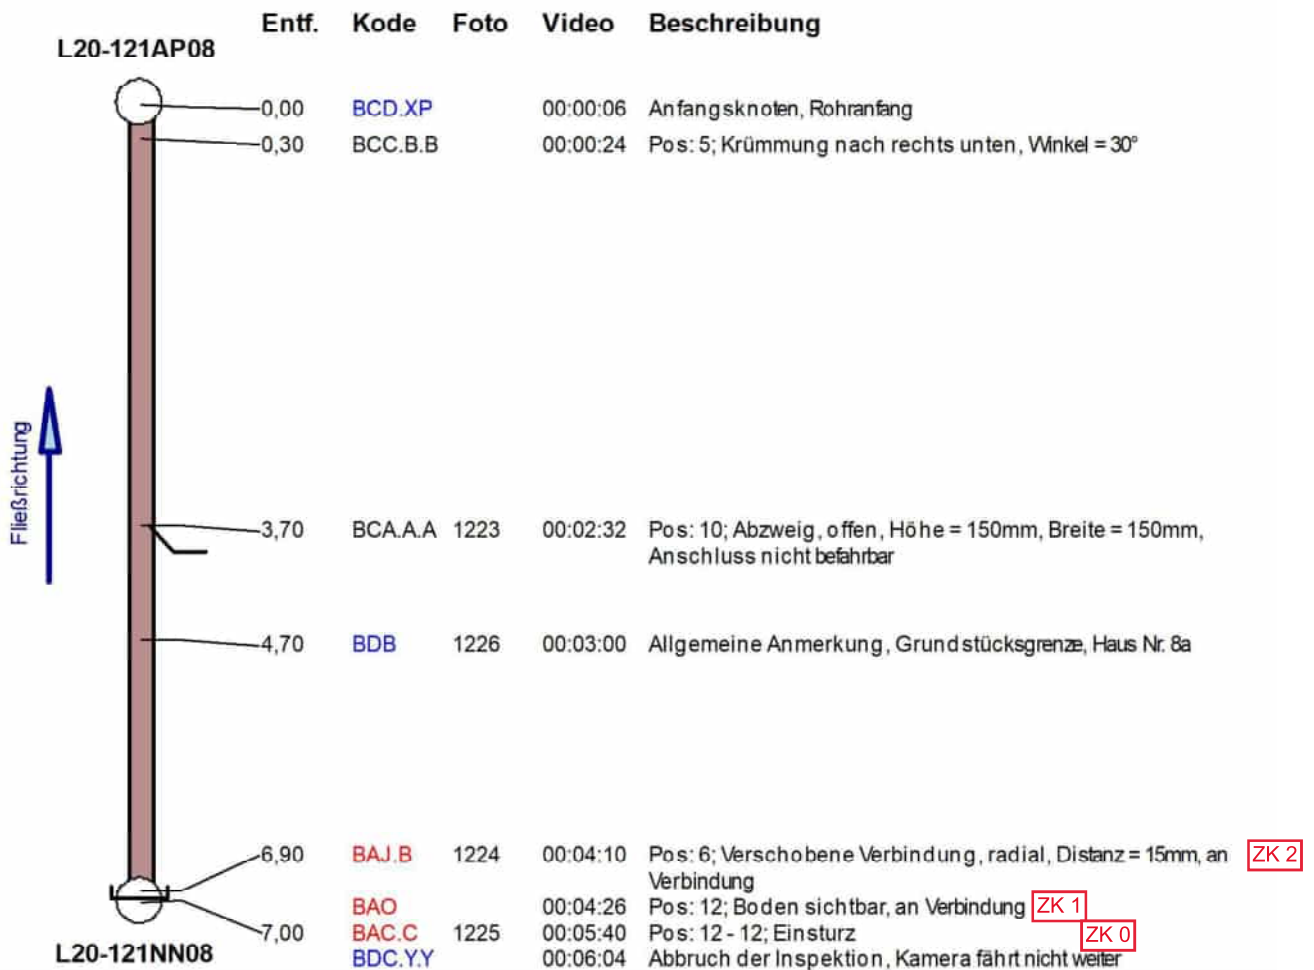 Entf. Kode Foto Video Beschreibung
L20-121AP08
0,00 BCD.XP 00:00:06 Anfangsknoten, Rohranfang
0,30 BCC.B.B 00:00:24 Pos: 5; Krümmung nach rechts unten, Winkel = 30°
Fließrichtung
3,70 BCA.A.A 1223 00:02:32 Pos: 10; Abzweig, offen, Höhe = 150mm, Breite = 150mm,
Anschluss nicht befahrbar
4,70 BDB 1226 00:03:00 Allgemeine Anmerkung, Grundstücksgrenze, Haus Nr. 8a
6,90 BAJ.B 1224 00:04:10 Pos: 6; Verschobene Verbindung, radial, Distanz = 15mm, an ZK 2
Verbindung
BAO 00:04:26 Pos: 12; Boden sichtbar, an Verbindung ZK 1
7,00 BAC.C 1225 00:05:40 Pos: 12 - 12; Einsturz ZK 0
L20-121NN08
BDC.Y.Y 00:06:04 Abbruch der Inspektion, Kamera fährt nicht weiter